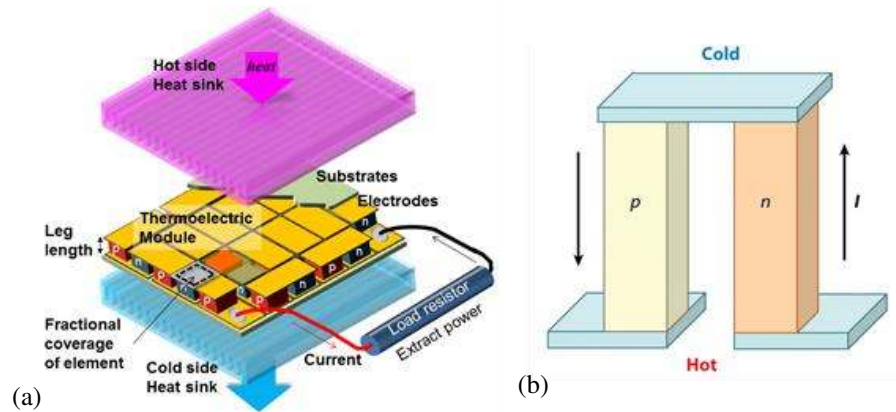 Hot side
Heat sink
heat
Substrates
Electrodes
Thermoelectric
Module
Leg
length
p
n
p
n
p
n
p
n
p
n
Load resistor
Extract power
Fractional
coverage
of element
Current
Cold side
Heat sink
(a)
Cold
p
n
I
Hot
(b)